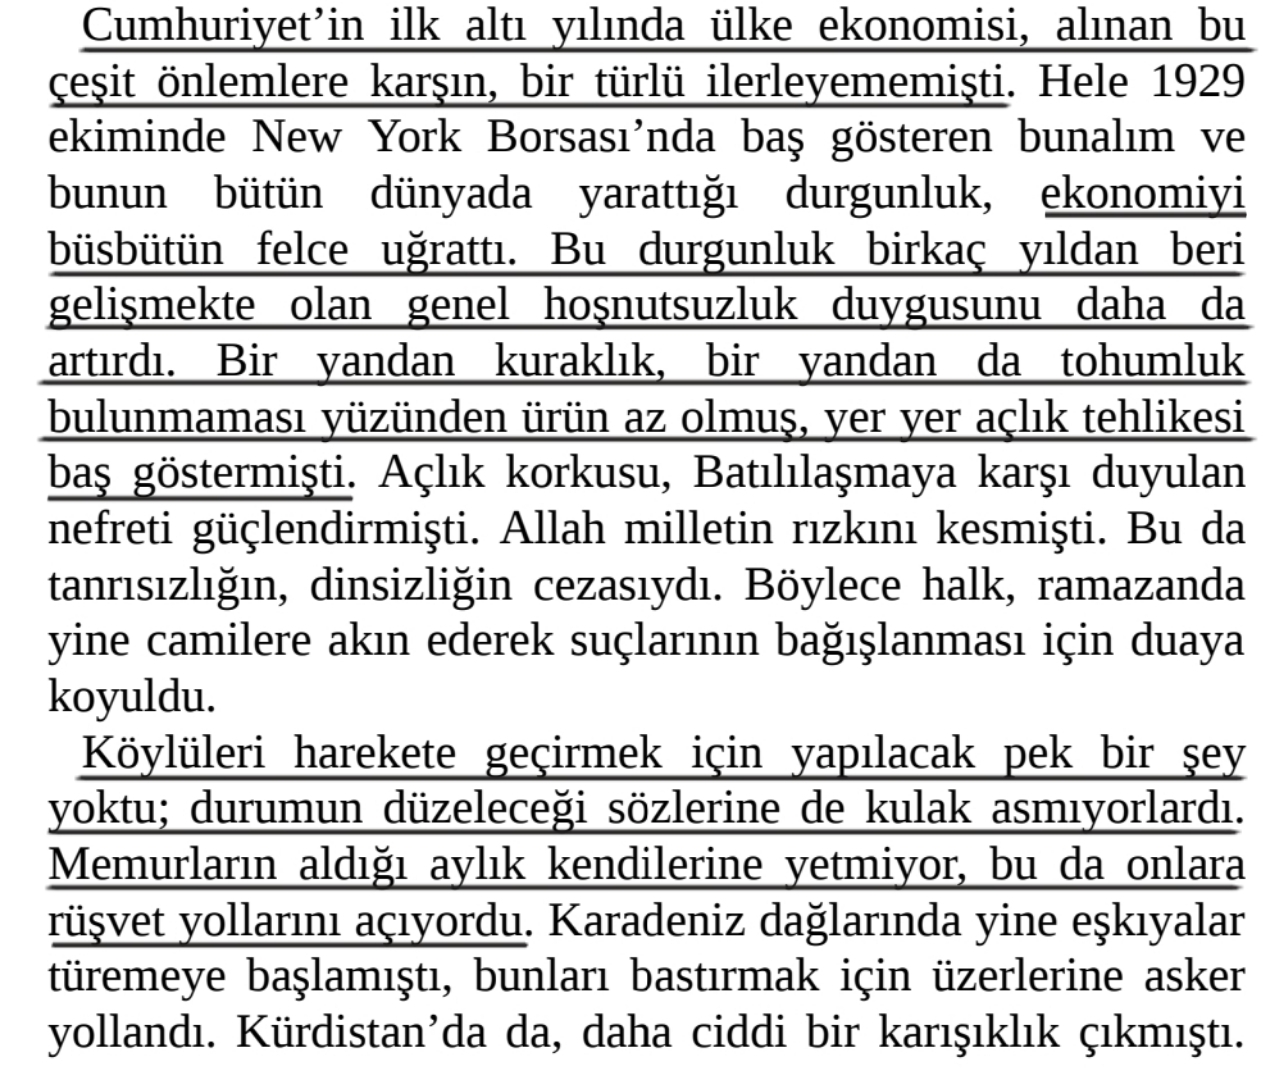 Cumhuriyet’in ilk altı yılında ülke ekonomisi, alınan bu
çeşit önlemlere karşın, bir türlü ilerleyememişti. Hele 1929
ekiminde New York Borsası’nda baş gösteren bunalım ve
bunun bütün dünyada yarattığı durgunluk, ekonomiyi
büsbütün felce uğrattı. Bu durgunluk birkaç yıldan beri
gelişmekte olan genel hoşnutsuzluk duygusunu daha da
artırdı. Bir yandan kuraklık, bir yandan da tohumluk
bulunmaması yüzünden ürün az olmuş, yer yer açlık tehlikesi
baş göstermişti. Açlık korkusu, Batılılaşmaya karşı duyulan
nefreti güçlendirmişti. Allah milletin rızkını kesmişti. Bu da
tanrısızlığın, dinsizliğin cezasıydı. Böylece halk, ramazanda
yine camilere akın ederek suçlarının bağışlanması için duaya
koyuldu.
Köylüleri harekete geçirmek için yapılacak pek bir şey
yoktu; durumun düzeleceği sözlerine de kulak asmıyorlardı.
Memurların aldığı aylık kendilerine yetmiyor, bu da onlara
rüşvet yollarını açıyordu. Karadeniz dağlarında yine eşkıyalar
türemeye başlamıştı, bunları bastırmak için üzerlerine asker
yollandı. Kürdistan’da da, daha ciddi bir karışıklık çıkmıştı.